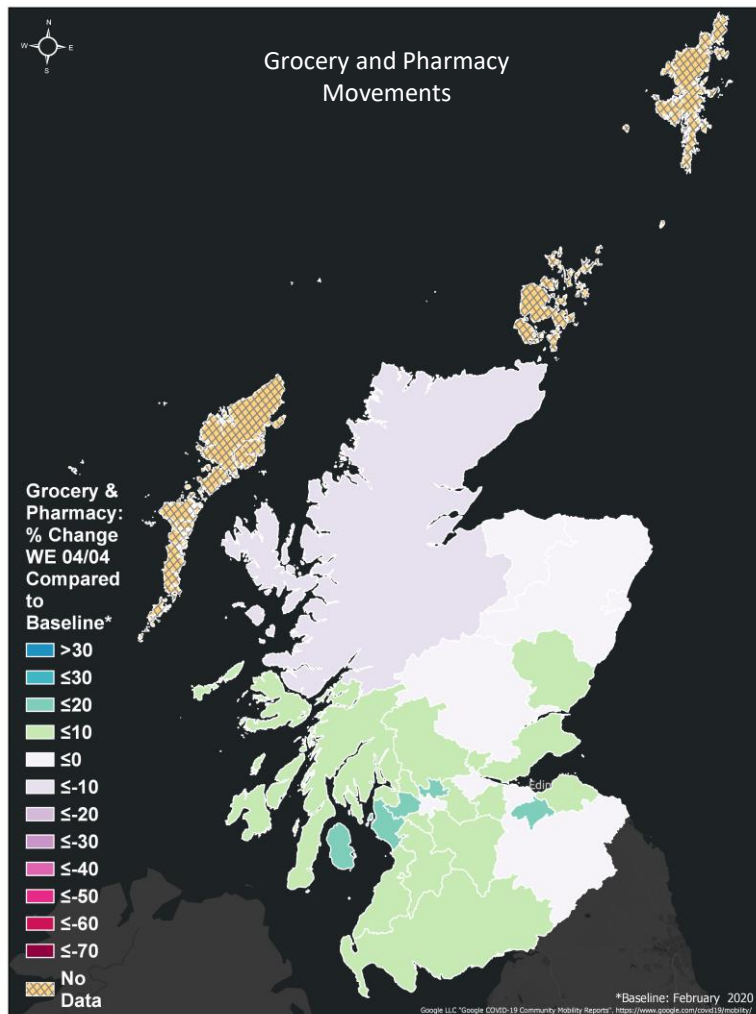 N
W E
S
Grocery and Pharmacy
Movements
Grocery &
Pharmacy:
% Change
WE 04/04
Compared
to
Baseline*
>30
≤30
≤20
≤10
≤0
≤-10
≤-20
≤-30
≤-40
≤-50
≤-60
≤-70
No
Data
*Baseline: February 2020
Google LLC "Google COVID-19 Community Mobility Reports". https://www.google.com/covid19/mobility/